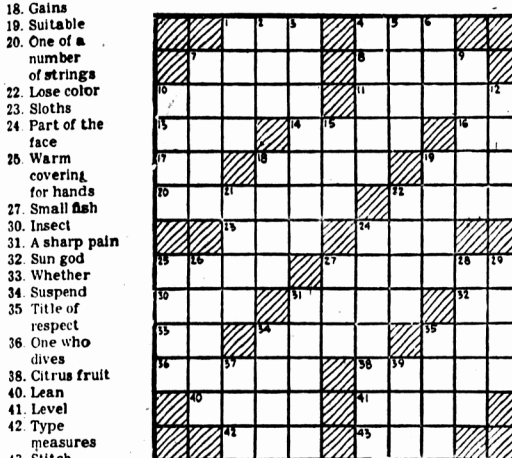 18. Gains
19. Suitable
20. One of a
number
of strings
22. Lose color
23. Sloths
24. Part of the
face
25. Warm
covering
for hands
27. Small fish
30. Insect
31. A sharp pain
32. Sun god
33. Whether
34. Suspend
35 Title of
respect
36. One who
dives
38. Citrus fruit
40. Lean
41. Level
42. Type
measures
43. Stitch
1 2 3 4 5 6
7 8 9
10 11 12
13 14 15 16
17 18 19
20 21 22
23 24
25 26 27 28 29
30 31 32
33 34 35
36 37 38 39
40 41
42 43